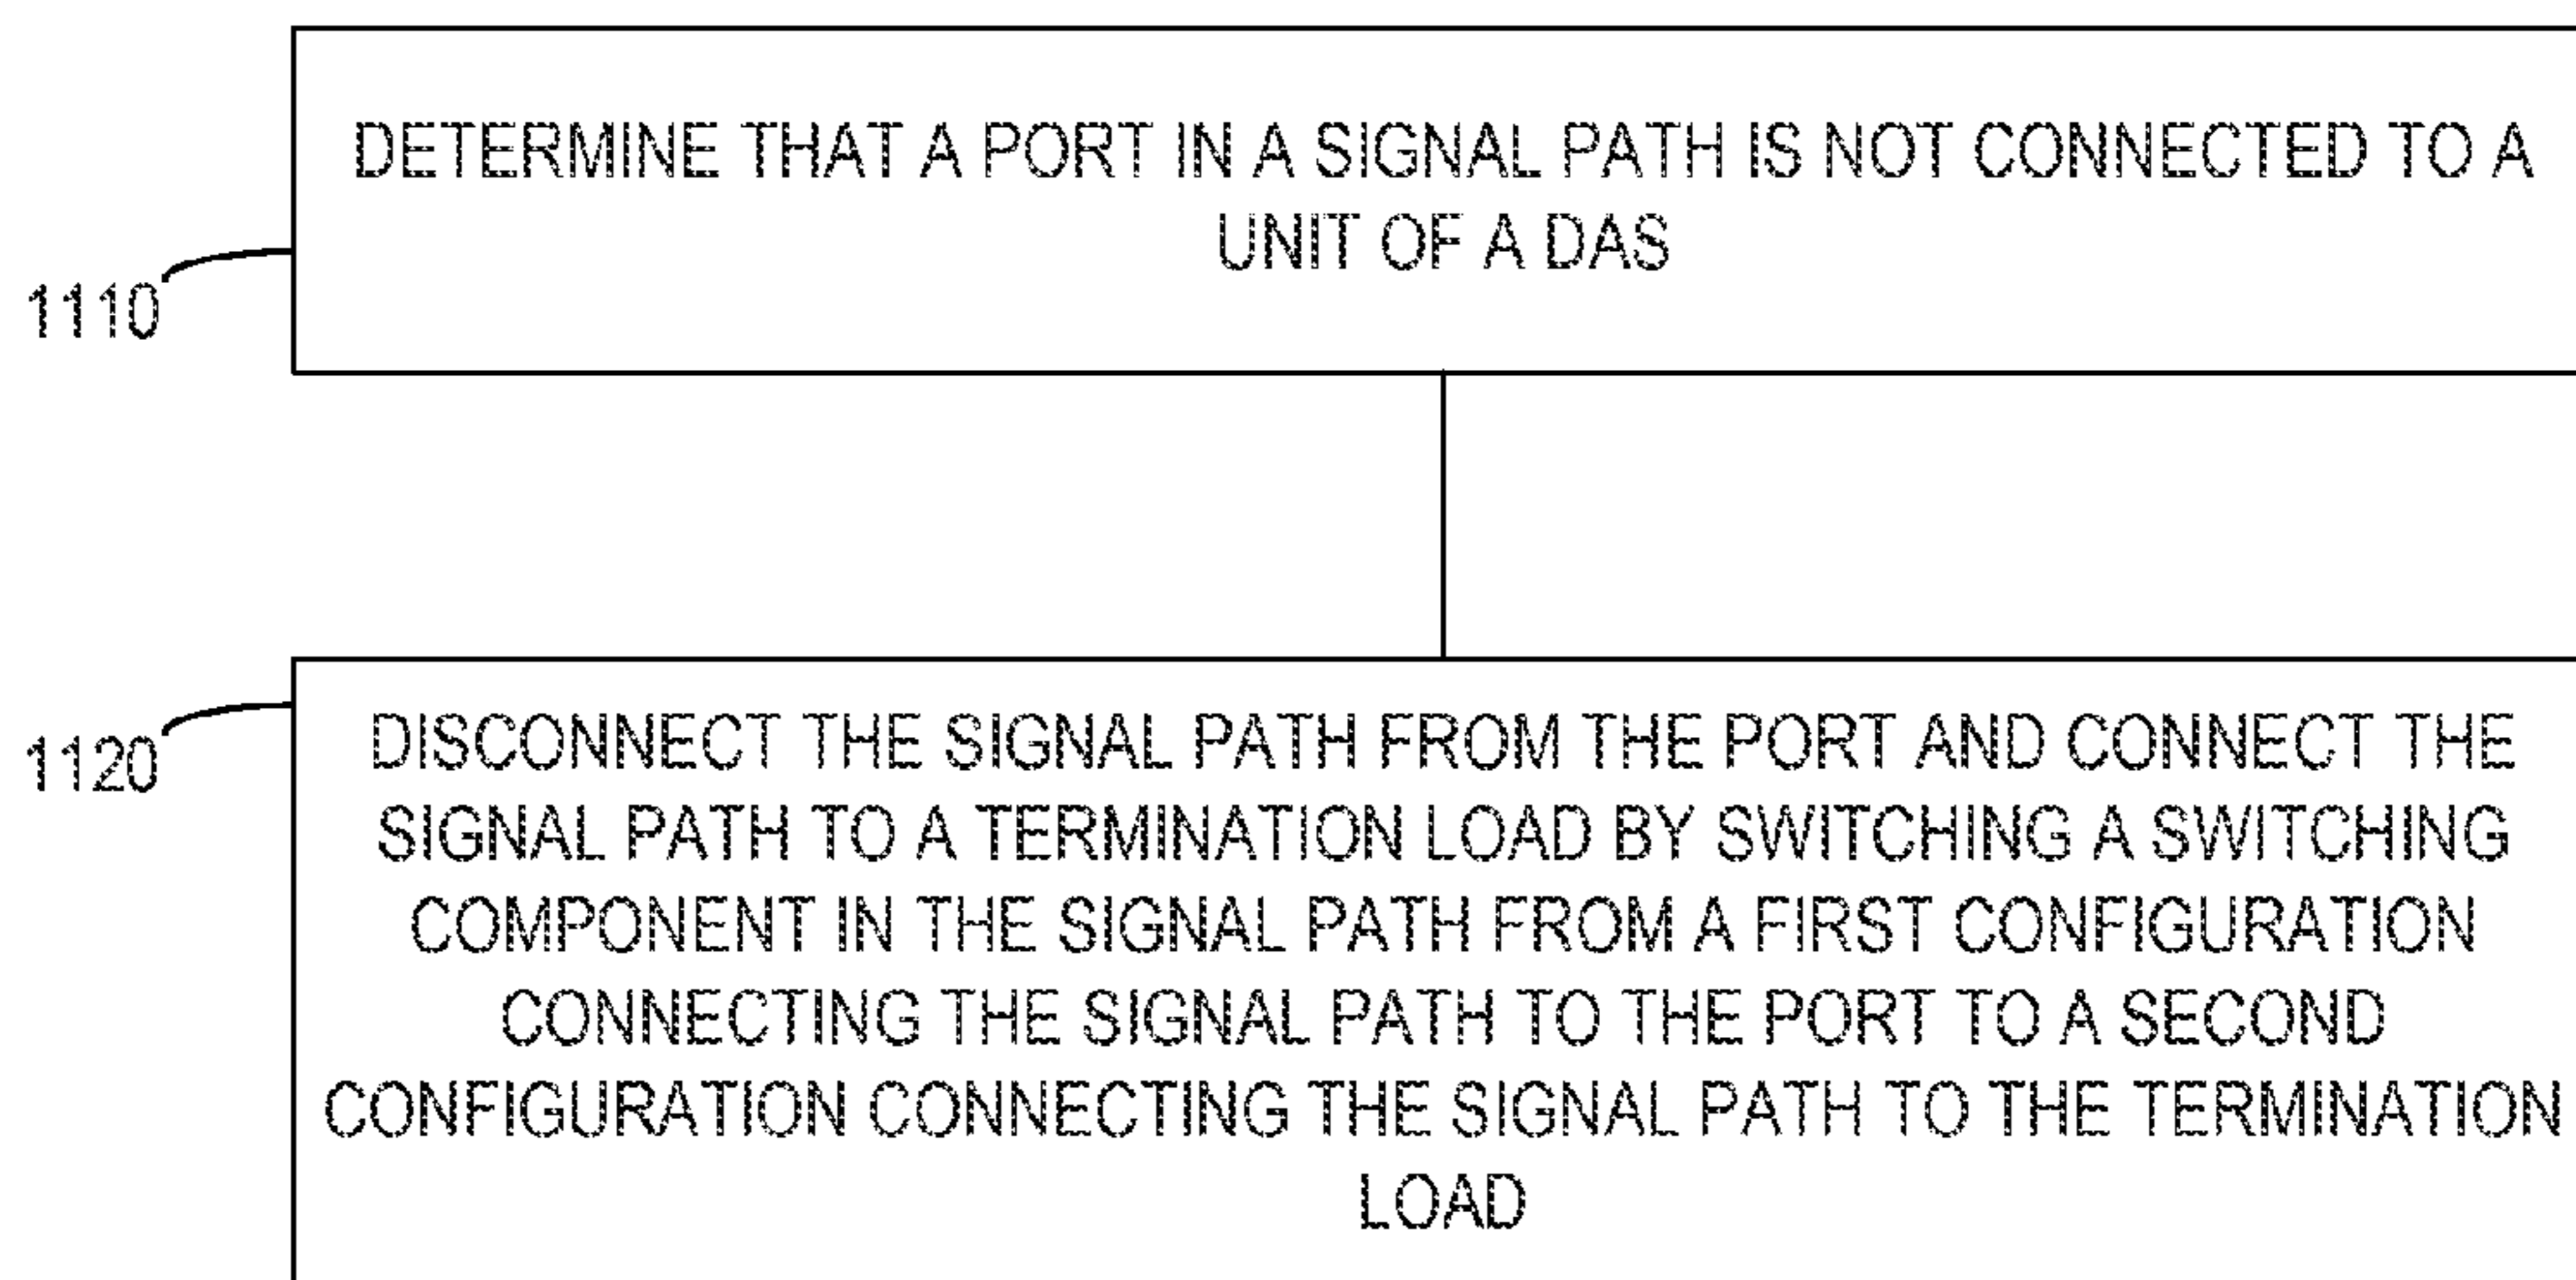 DETERMINE THAT A PORT IN A SIGNAL PATH IS NOT CONNECTED TO A
UNIT OF A DAS
1110
1120
DISCONNECT THE SIGNAL PATH FROM THE PORT AND CONNECT THE
SIGNAL PATH TO A TERMINATION LOAD BY SWITCHING A SWITCHING
COMPONENT IN THE SIGNAL PATH FROM A FIRST CONFIGURATION
CONNECTING THE SIGNAL PATH TO THE PORT TO A SECOND
CONFIGURATION CONNECTING THE SIGNAL PATH TO THE TERMINATION
LOAD